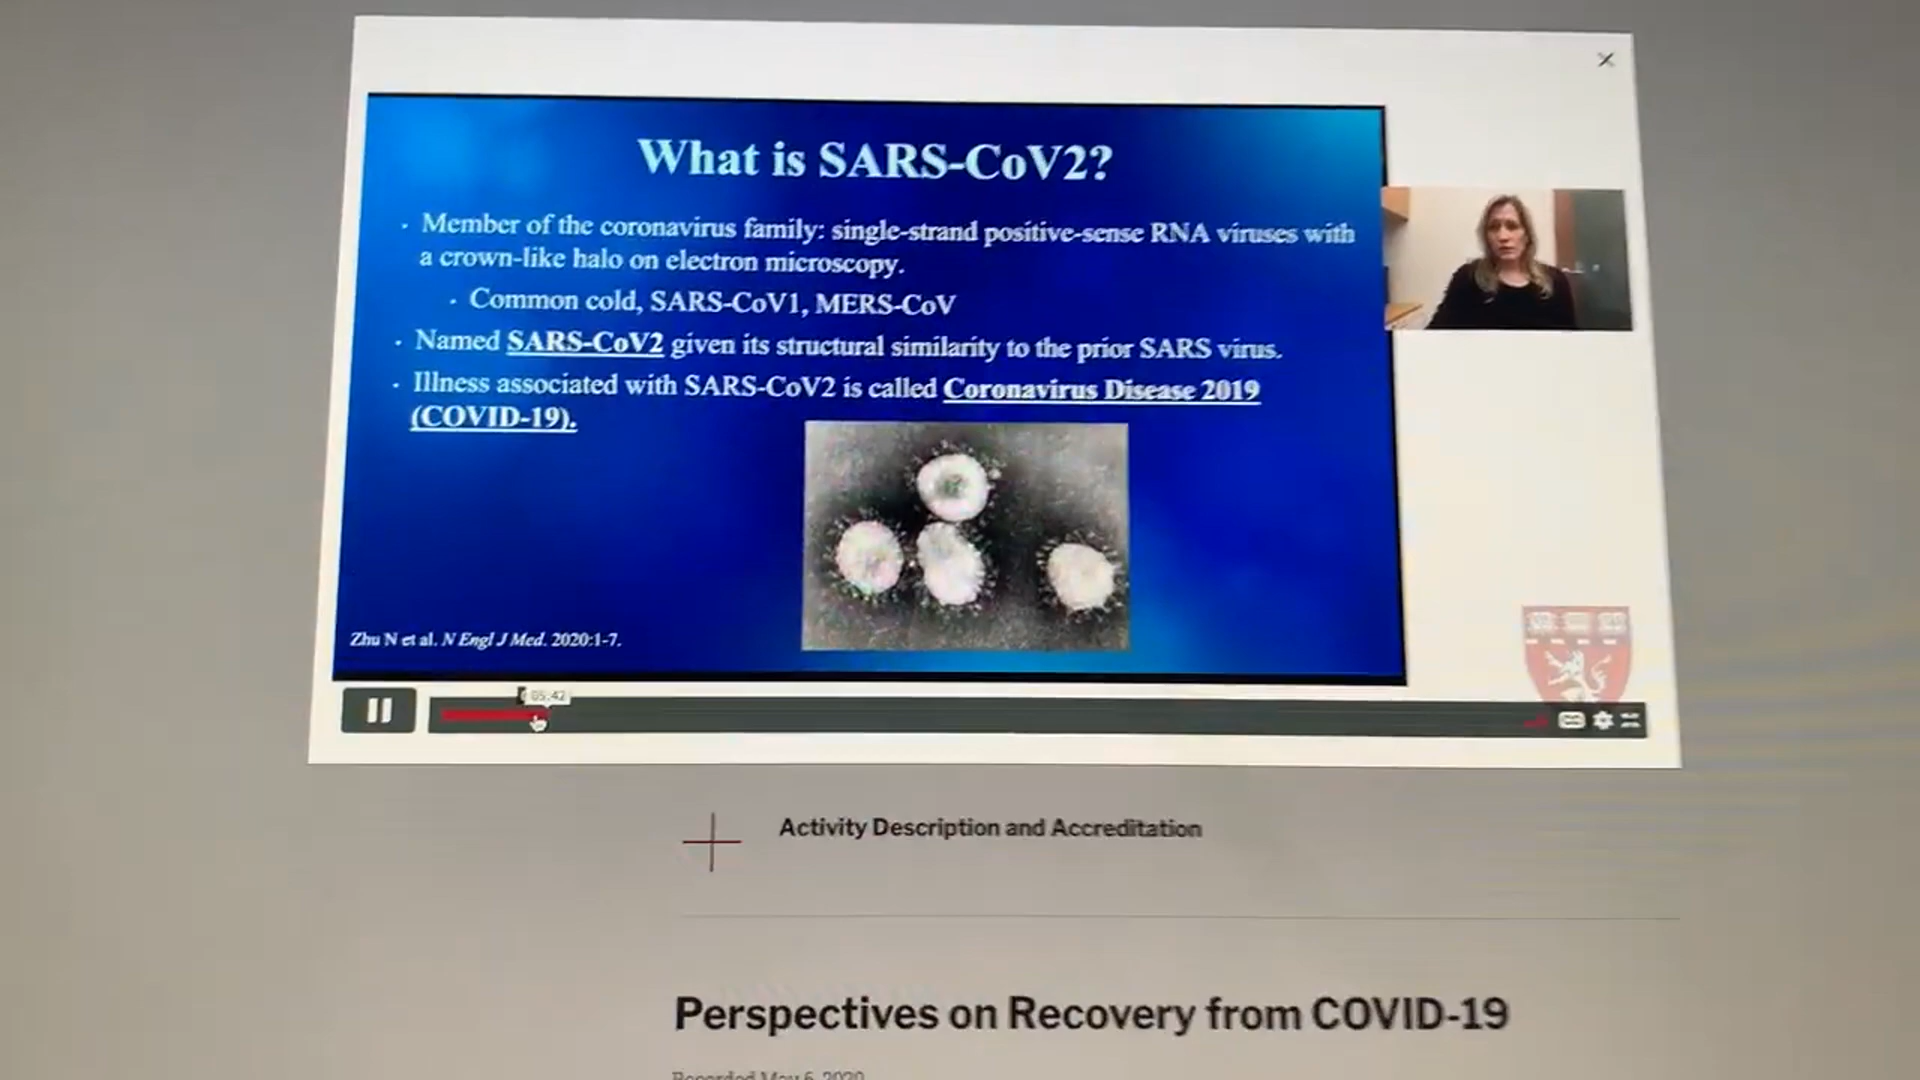 What is SARS-CoV2?
· Member of the coronavirus family: single-strand positive-sense RNA viruses with
a crown-like halo on electron microscopy.
· Common cold, SARS-CoV1, MERS-CoV
· Named SARS-CoV2 given its structural similarity to the prior SARS virus.
· Illness associated with SARS-CoV2 is called Coronavirus Disease 2019
(COVID-19).
Zhu N et al. N Engl J Med. 2020:1-7.
05:42
CC
Activity Description and Accreditation
Perspectives on Recovery from COVID-19
Recorded May 6, 2020